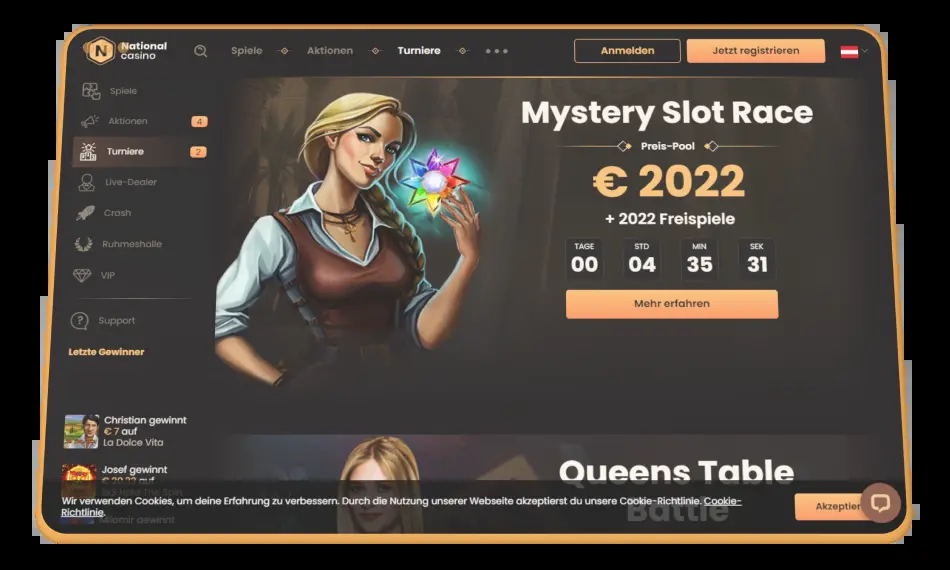 N National
casino
Spiele
Aktionen
Turniere
Anmelden
Jetzt registrieren
Spiele
Aktionen 4
Turniere 2
Live-Dealer
Crash
Ruhmeshalle
VIP
Support
Letzte Gewinner
Christian gewinnt
€ 7 auf
La Dolce Vita
Josef gewinnt
Mystery Slot Race
Preis-Pool
€ 2022
+ 2022 Freispiele
TAGE STD MIN SEK
00 04 35 31
Mehr erfahren
Queens Table
Battle
Wir verwenden Cookies, um deine Erfahrung zu verbessern. Durch die Nutzung unserer Webseite akzeptierst du unsere Cookie-Richtlinie. Cookie-
Richtlinie.
Akzeptier